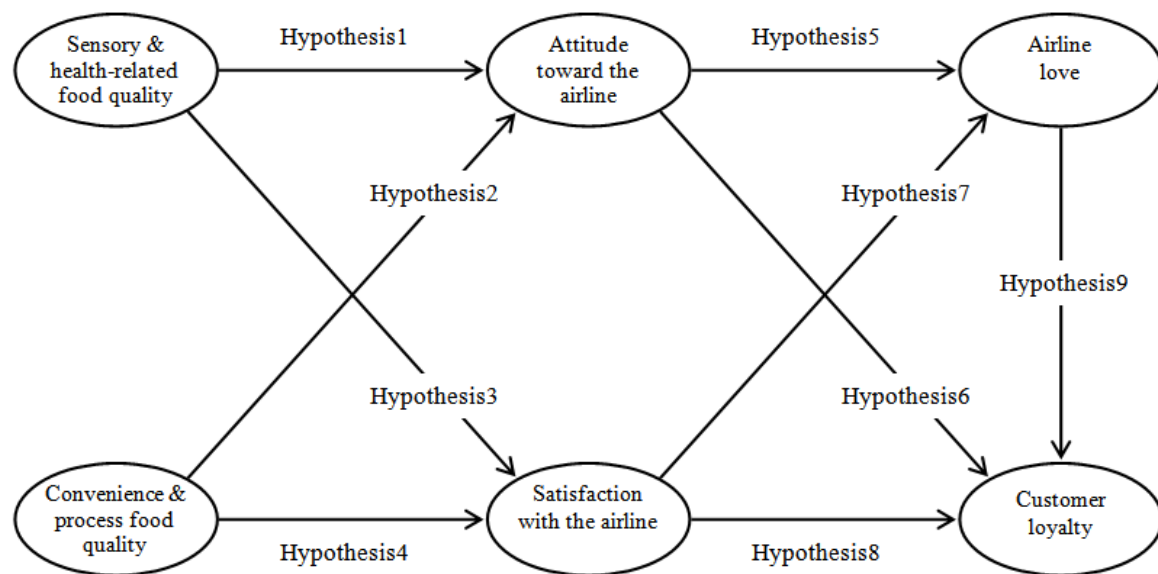 Sensory &
health-related
food quality
Hypothesis1
Attitude
toward the
airline
Hypothesis5
Airline
love
Hypothesis2
Hypothesis7
Hypothesis9
Hypothesis3
Hypothesis6
Convenience &
process food
quality
Hypothesis4
Satisfaction
with the airline
Hypothesis8
Customer
loyalty